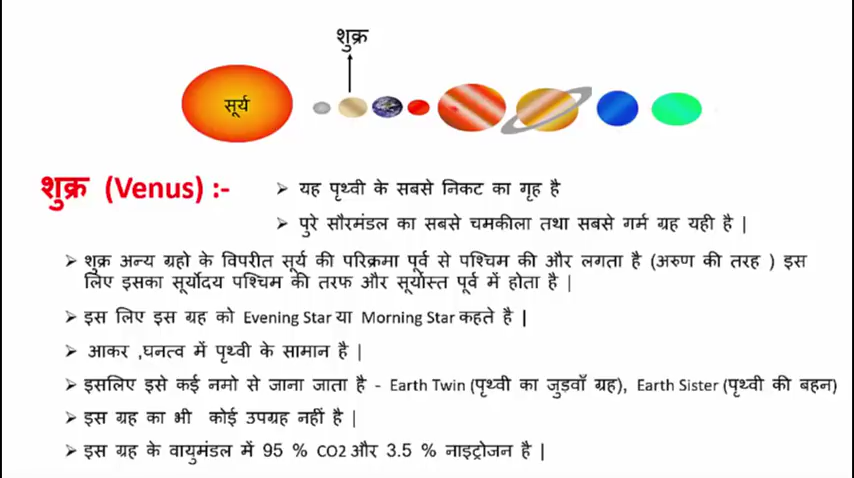 शुक्र
सूर्य
शुक्र (Venus) :-
➢ यह पृथ्वी के सबसे निकट का गृह है
➢ पुरे सौरमंडल का सबसे चमकीला तथा सबसे गर्म ग्रह यही है |
➢ शुक्र अन्य ग्रहो के विपरीत सूर्य की परिक्रमा पूर्व से पश्चिम की और लगता है (अरुण की तरह ) इस
लिए इसका सूर्योदय पश्चिम की तरफ और सूर्योस्त पूर्व में होता है |
➢ इस लिए इस ग्रह को Evening Star या Morning Star कहते है |
➢ आकर ,घनत्व में पृथ्वी के सामान है |
➢ इसलिए इसे कई नमो से जाना जाता है - Earth Twin (पृथ्वी का जुड़वाँ ग्रह), Earth Sister (पृथ्वी की बहन)
➢ इस ग्रह का भी कोई उपग्रह नहीं है |
➢ इस ग्रह के वायुमंडल में 95 % CO2 और 3.5 % नाइट्रोजन है |